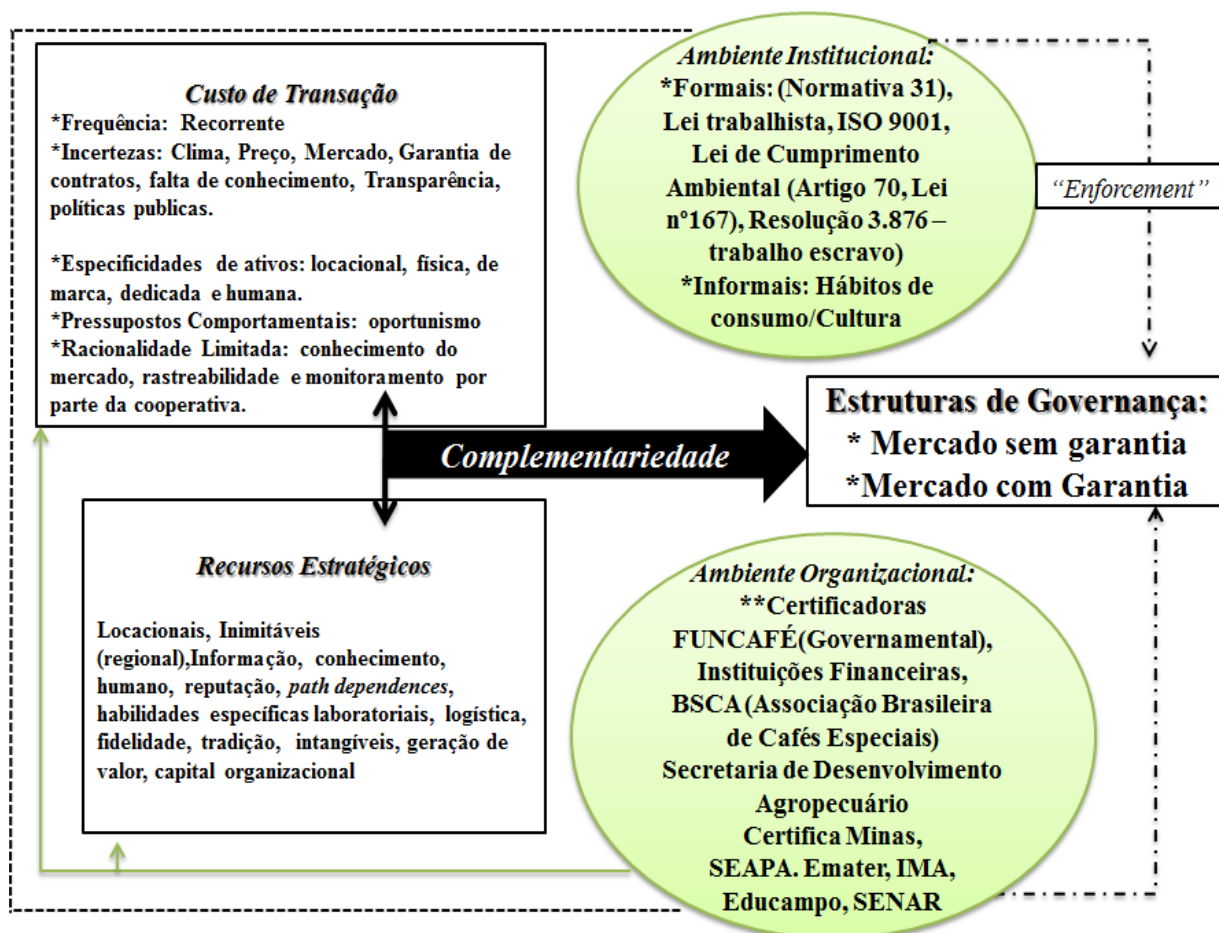 Custo de Transação
*Frequência: Recorrente
*Incertezas: Clima, Preço, Mercado, Garantia de
contratos, falta de conhecimento, Transparência,
políticas publicas.
*Especificidades de ativos: locacional, física, de
marca, dedicada e humana.
*Pressupostos Comportamentais: oportunismo
*Racionalidade Limitada: conhecimento do
mercado, rastreabilidade e monitoramento por
parte da cooperativa.
Ambiente Institucional:
*Formais: (Normativa 31),
Lei trabalhista, ISO 9001,
Lei de Cumprimento
Ambiental (Artigo 70, Lei
nº167), Resolução 3.876 –
trabalho escravo)
*Informais: Hábitos de
consumo/Cultura
“Enforcement”
Complementariedade
Estruturas de Governança:
* Mercado sem garantia
*Mercado com Garantia
Recursos Estratégicos
Locacionais, Inimitáveis
(regional),Informação, conhecimento,
humano, reputação, path dependences,
habilidades específicas laboratoriais, logística,
fidelidade, tradição, intangíveis, geração de
valor, capital organizacional
Ambiente Organizacional:
**Certificadoras
FUNCAFÉ(Governamental),
Instituições Financeiras,
BSCA (Associação Brasileira
de Cafés Especiais)
Secretaria de Desenvolvimento
Agropecuário
Certifica Minas,
SEAPA. Emater, IMA,
Educampo, SENAR